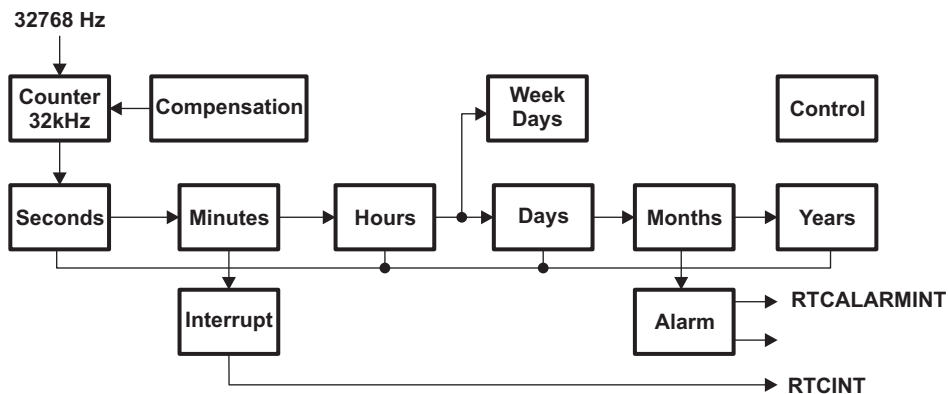 32768 Hz
Counter
32kHz
Compensation
Week
Days
Control
Seconds
Minutes
Hours
Days
Months
Years
Interrupt
Alarm
RTCALARMINT
RTCINT